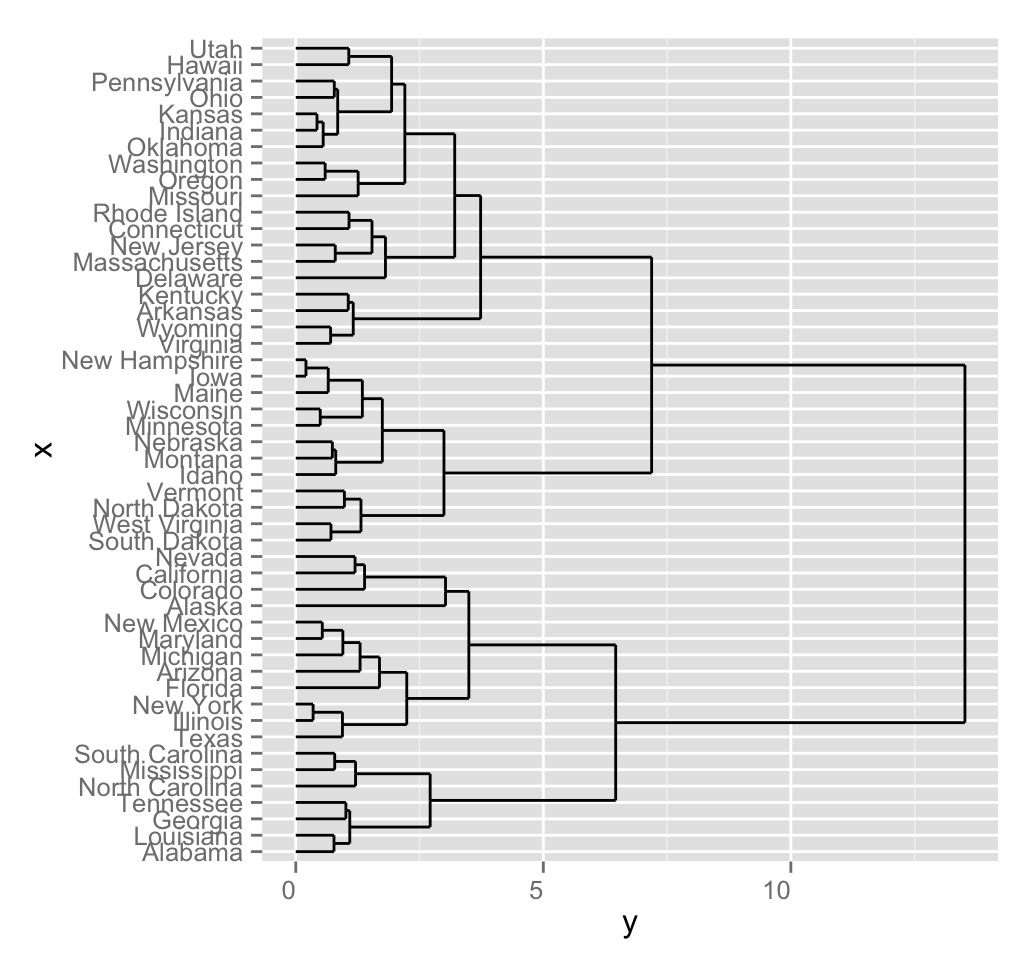 Utah
Hawaii
Pennsylvania
Ohio
Kansas
Indiana
Oklahoma
Washington
Oregon
Missouri
Rhode Island
Connecticut
New Jersey
Massachusetts
Delaware
Kentucky
Arkansas
Wyoming
Virginia
New Hampshire
Iowa
Maine
Wisconsin
Minnesota
Nebraska
Montana
Idaho
Vermont
North Dakota
West Virginia
South Dakota
Nevada
California
Colorado
Alaska
New Mexico
Maryland
Michigan
Arizona
Florida
New York
Illinois
Texas
South Carolina
Mississippi
North Carolina
Tennessee
Georgia
Louisiana
Alabama
x
0 5 10
y